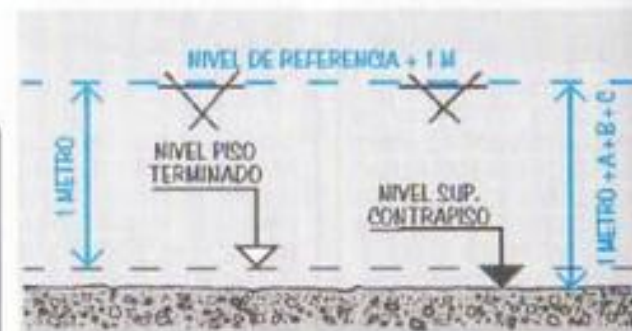 NIVEL DE REFERENCIA + 1 M
1 METRO
NIVEL PISO
TERMINADO
NIVEL SUP.
CONTRAPISO
1 METRO + A + B + C